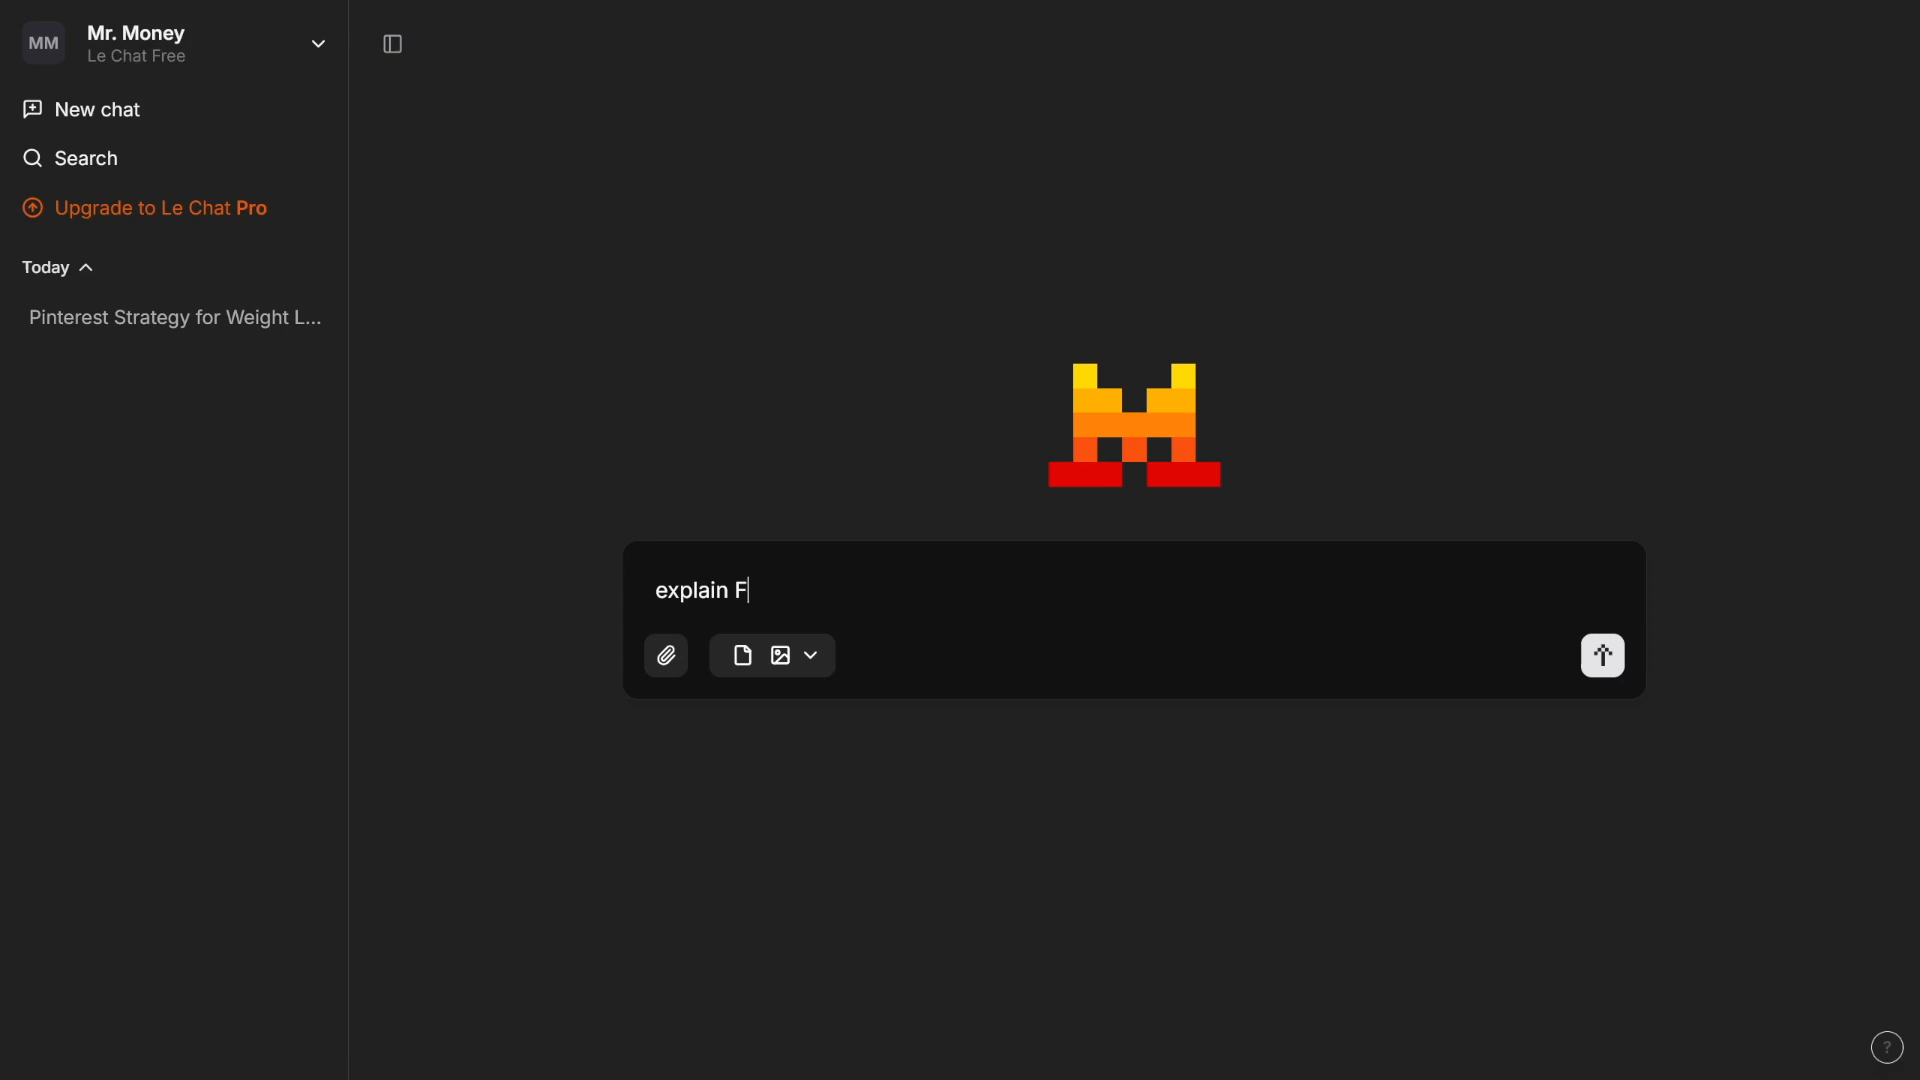 MM
Mr. Money
Le Chat Free
New chat
Search
Upgrade to Le Chat Pro
Today
Pinterest Strategy for Weight L...
explain F
?